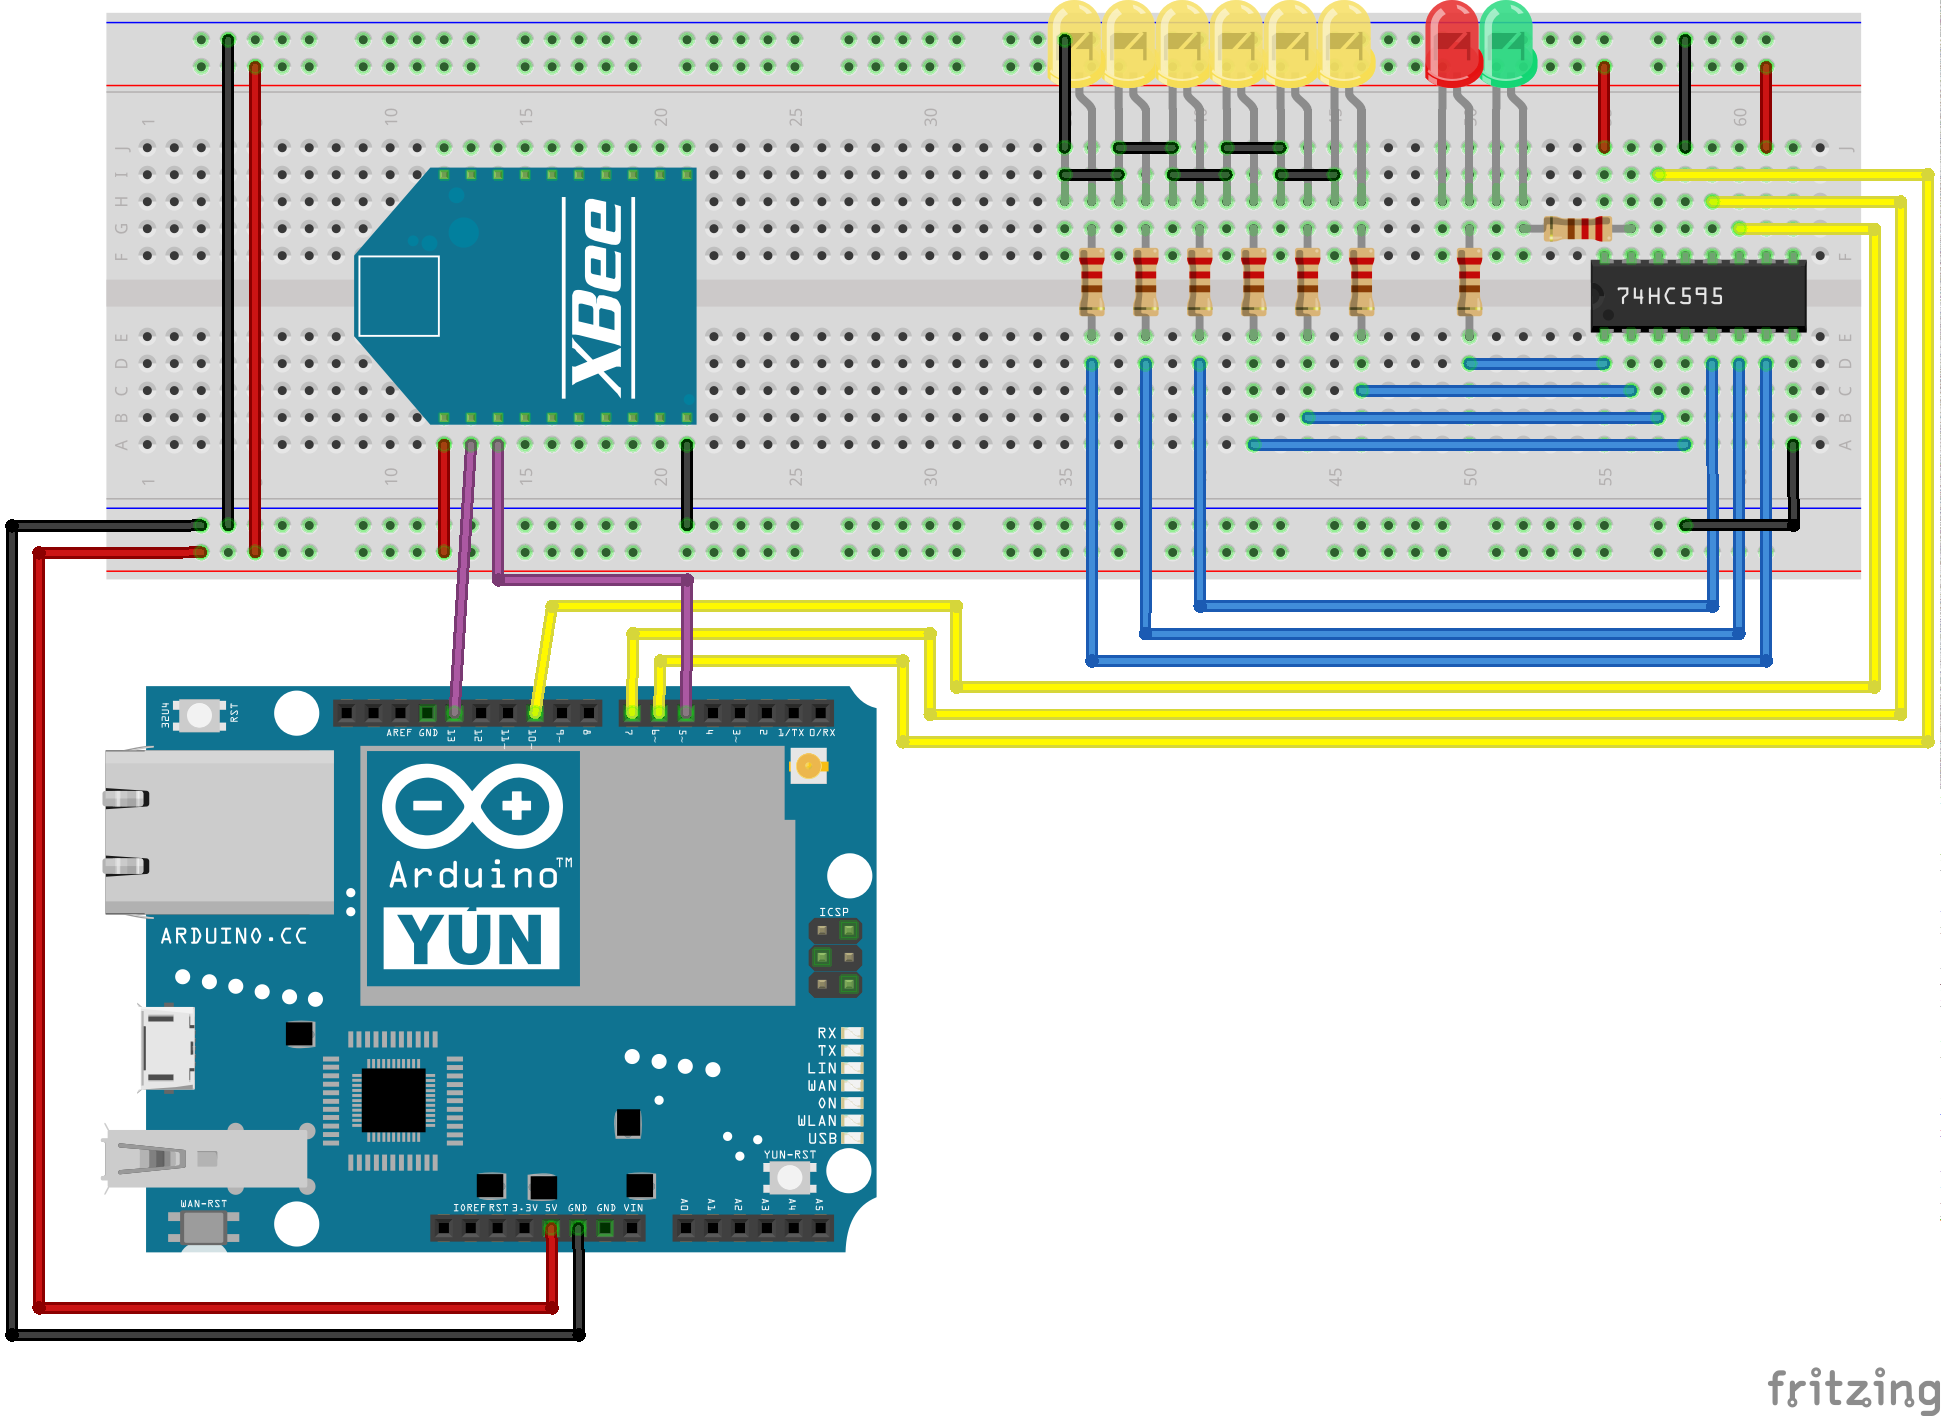 1 10 15 20 25 30 35 45 50 60
J J
I I
H H
G G
F F
XBee
74HC595
E E
D D
C C
B B
A A
1 10 15 20 25 30 35 45 50 55
32U4 RST
AREF GND 13 12 11~ 10~ 9~ 8 7 6~ 5~ 4 3~ 2 1/TX 0/RX
Arduino™
YÚN
ICSP
ARDUINO.CC
RX
TX
LIN
WAN
ON
WLAN
USB
YUN-RST
WAN-RST
IOREF RST 3.3V 5V GND GND VIN A0 A1 A2 A3 A4 A5
fritzing